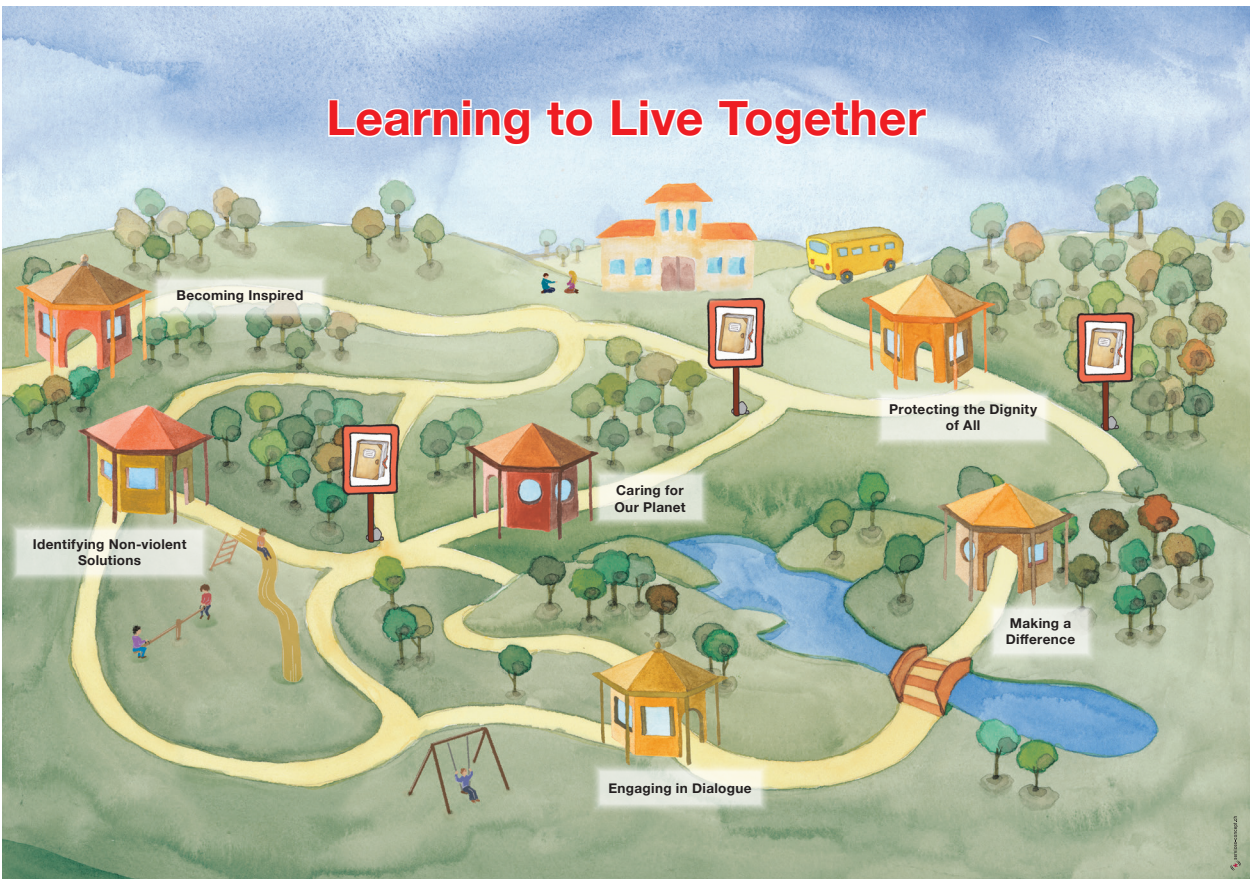 Learning to Live Together
Becoming Inspired
Protecting the Dignity
of All
Caring for
Our Planet
Identifying Non-violent
Solutions
Making a
Difference
Engaging in Dialogue